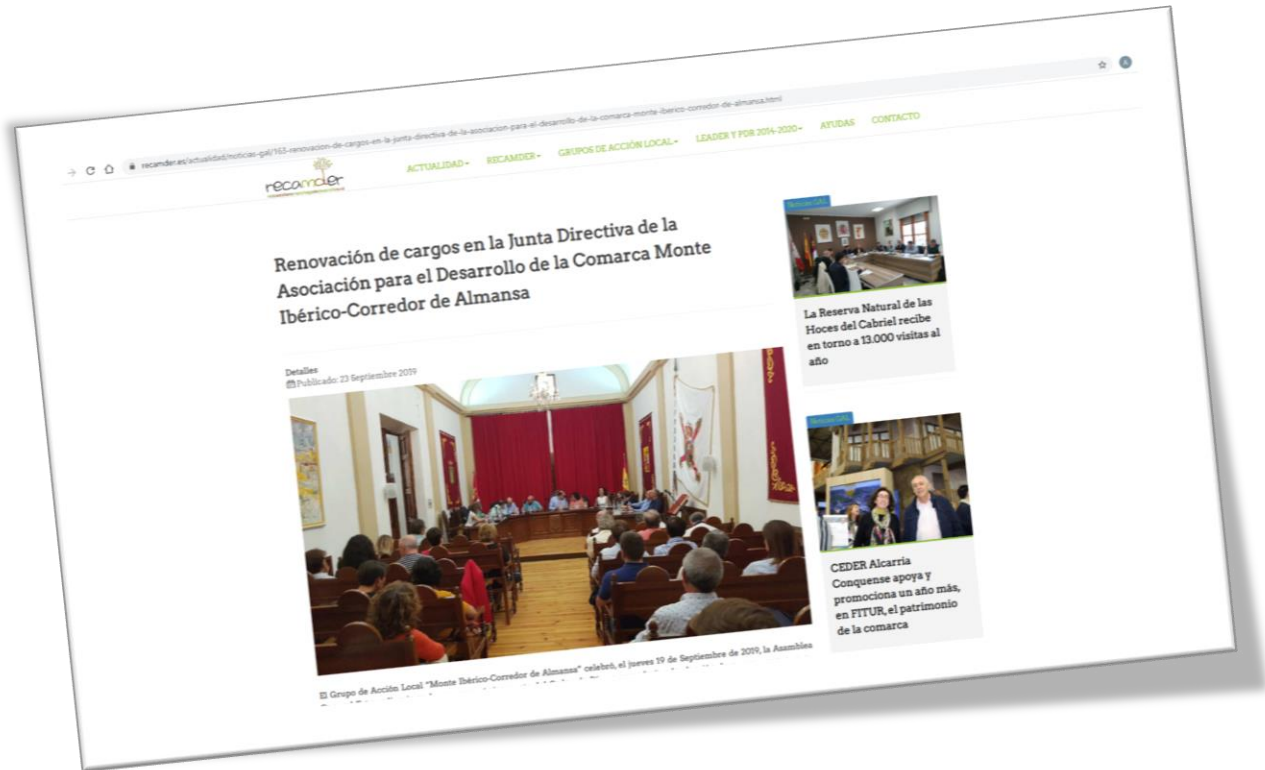 recamder.es/actualidad/noticias-gal/163-renovacion-de-cargos-en-la-junta-directiva-de-la-asociacion-para-el-desarrollo-de-la-comarca-monte-iberico-corredor-de-almansa.html
recamder
ACTUALIDAD
RECAMDER
GRUPOS DE ACCIÓN LOCAL
LEADER Y PDR 2014-2020
AYUDAS
CONTACTO
Renovación de cargos en la Junta Directiva de la
Asociación para el Desarrollo de la Comarca Monte
Ibérico-Corredor de Almansa
Detalles
Publicado: 23 Septiembre 2019
El Grupo de Acción Local "Monte Ibérico-Corredor de Almansa" celebró, el jueves 19 de Septiembre de 2019, la Asamblea
Noticias GAL
La Reserva Natural de las
Hoces del Cabriel recibe
en torno a 13.000 visitas al
año
Noticias GAL
CEDER Alcarria
Conquense apoya y
promociona un año más,
en FITUR, el patrimonio
de la comarca